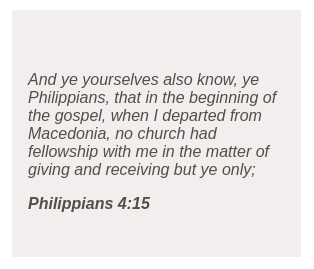 And ye yourselves also know, ye
Philippians, that in the beginning of
the gospel, when I departed from
Macedonia, no church had
fellowship with me in the matter of
giving and receiving but ye only;
Philippians 4:15